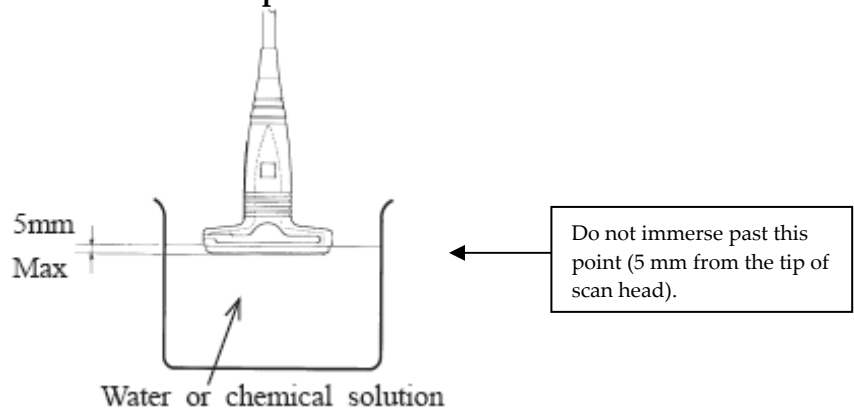 5mm
Max
Do not immerse past this
point (5 mm from the tip of
scan head).
Water or chemical solution